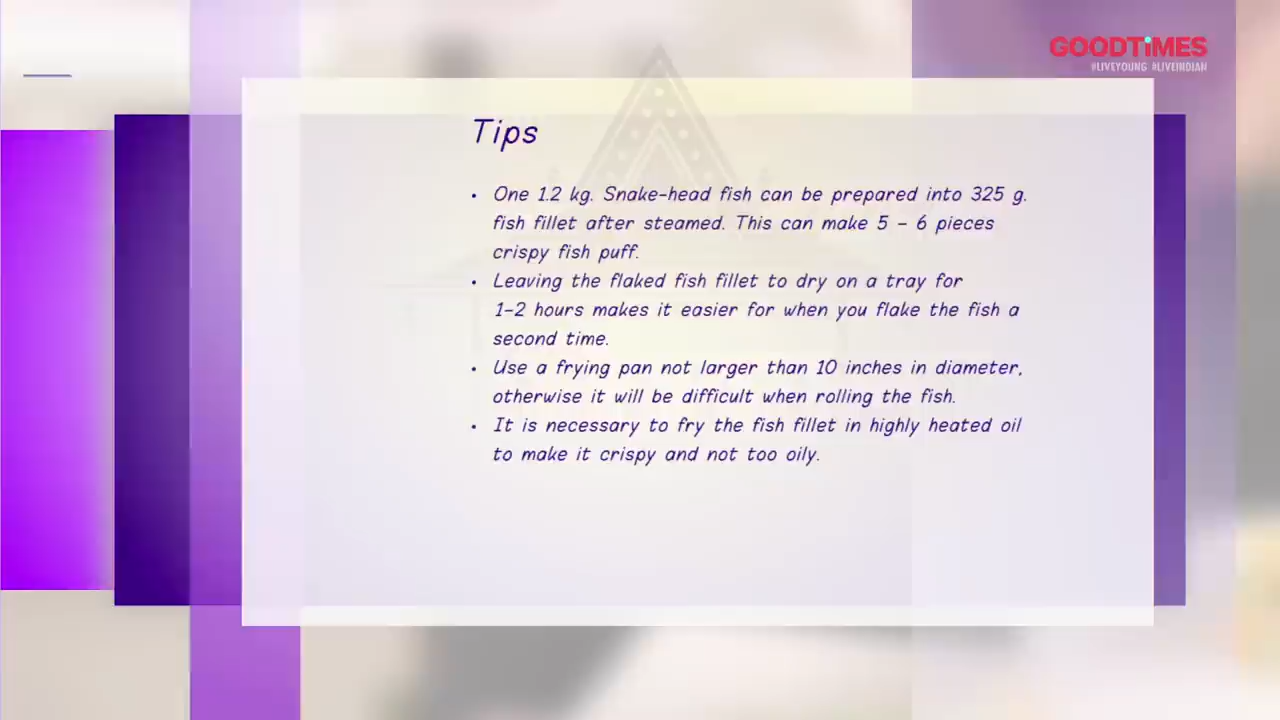 GOODTiMES
#LIVEYOUNG #LIVEINDIAN
Tips
• One 1.2 kg. Snake-head fish can be prepared into 325 g.
fish fillet after steamed. This can make 5 – 6 pieces
crispy fish puff.
• Leaving the flaked fish fillet to dry on a tray for
1-2 hours makes it easier for when you flake the fish a
second time.
• Use a frying pan not larger than 10 inches in diameter,
otherwise it will be difficult when rolling the fish.
• It is necessary to fry the fish fillet in highly heated oil
to make it crispy and not too oily.